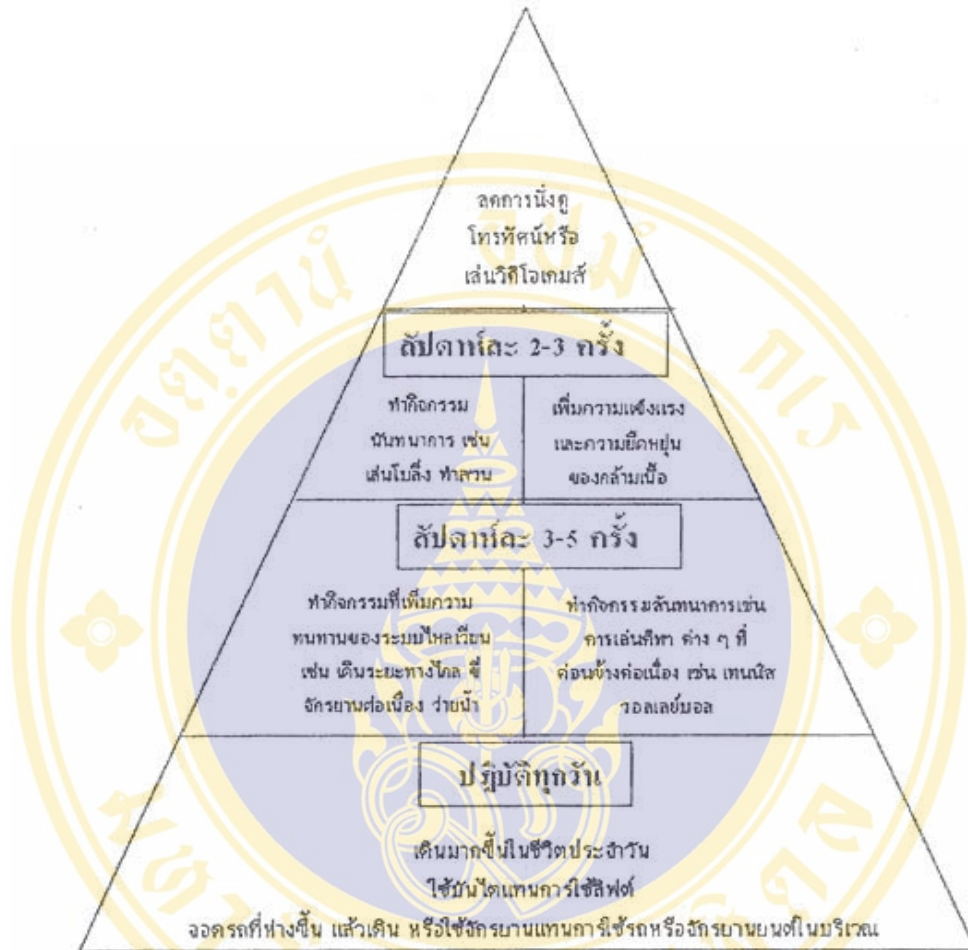 ลดการนั่งดู
โทรทัศน์หรือ
เล่นวิดีโอเกมส์
สัปดาห์ละ 2-3 ครั้ง
ทำกิจกรรม
นันทนาการ เช่น
เล่นโบลิ่ง ทำสวน
เพิ่มความแข็งแรง
และความยืดหยุ่น
ของกล้ามเนื้อ
สัปดาห์ละ 3-5 ครั้ง
ทำกิจกรรมที่เพิ่มความ
ทนทานของระบบไหลเวียน
เช่น เดินระยะทางไกล ขี่
จักรยานต่อเนื่อง ว่ายน้ำ
ทำกิจกรรมสันทนาการเช่น
การเล่นกีฬา ต่าง ๆ ที่
ค่อนข้างต่อเนื่อง เช่น เทนนิส
วอลเลย์บอล
ปฏิบัติทุกวัน
เดินมากขึ้นในชีวิตประจำวัน
ใช้บันไดแทนการใช้ลิฟต์
จอดรถที่ห่างขึ้น แล้วเดิน หรือใช้จักรยานแทนการใช้รถหรือจักรยานยนต์ในบริเวณ
อตฺตานํ อุปมํ กเร